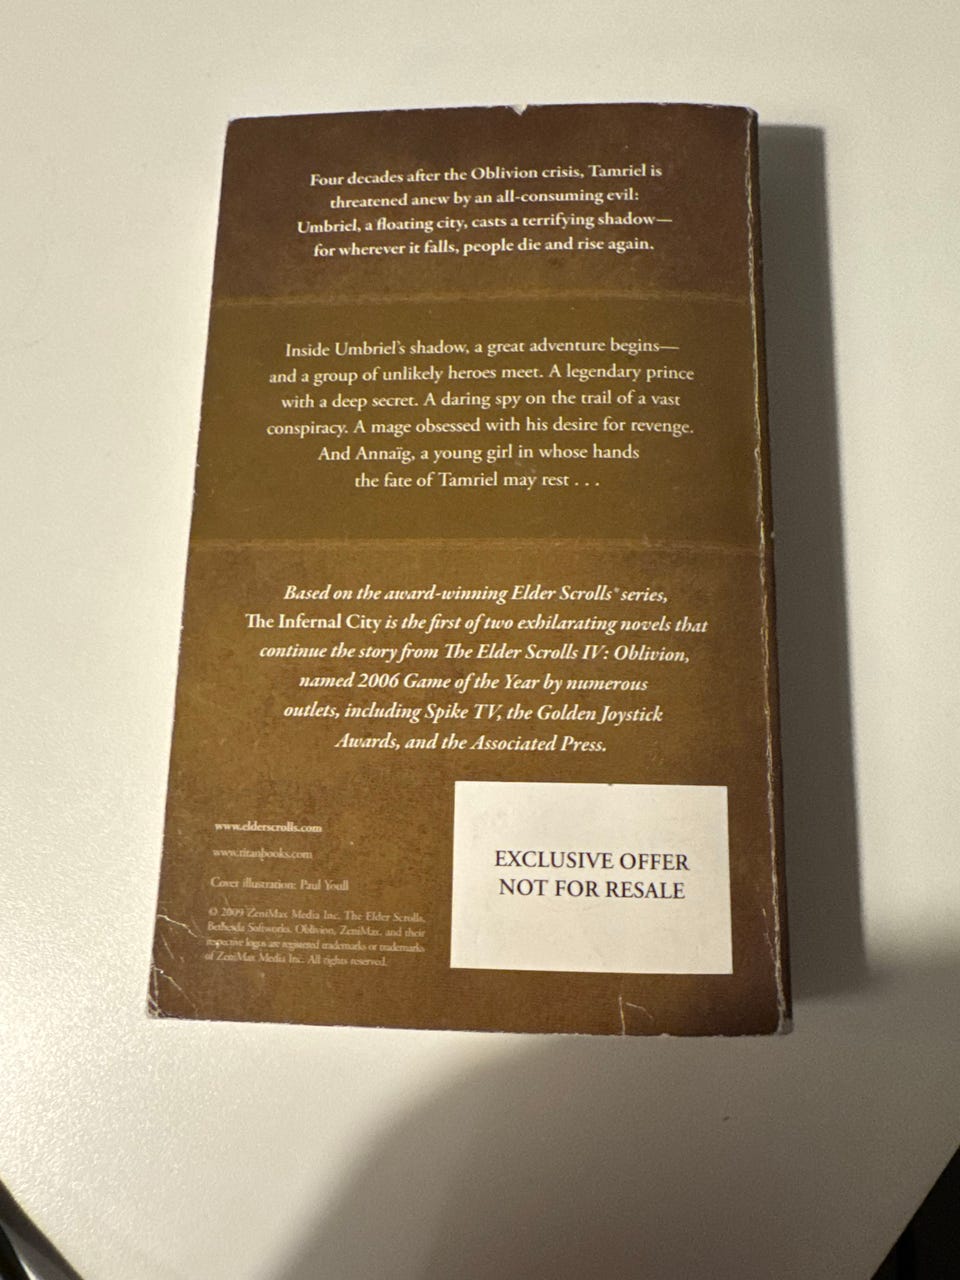 Four decades after the Oblivion crisis, Tamriel is
threatened anew by an all-consuming evil:
Umbriel, a floating city, casts a terrifying shadow—
for wherever it falls, people die and rise again.
Inside Umbriel's shadow, a great adventure begins—
and a group of unlikely heroes meet. A legendary prince
with a deep secret. A daring spy on the trail of a vast
conspiracy. A mage obsessed with his desire for revenge.
And Annaïg, a young girl in whose hands
the fate of Tamriel may rest . . .
Based on the award-winning Elder Scrolls® series,
The Infernal City is the first of two exhilarating novels that
continue the story from The Elder Scrolls IV: Oblivion,
named 2006 Game of the Year by numerous
outlets, including Spike TV, the Golden Joystick
Awards, and the Associated Press.
www.elderscrolls.com
www.titanbooks.com
Cover illustration: Paul Youll
© 2009 ZeniMax Media Inc. The Elder Scrolls,
Bethesda Softworks, Oblivion, ZeniMax, and their
respective logos are registered trademarks or trademarks
of ZeniMax Media Inc. All rights reserved.
EXCLUSIVE OFFER
NOT FOR RESALE